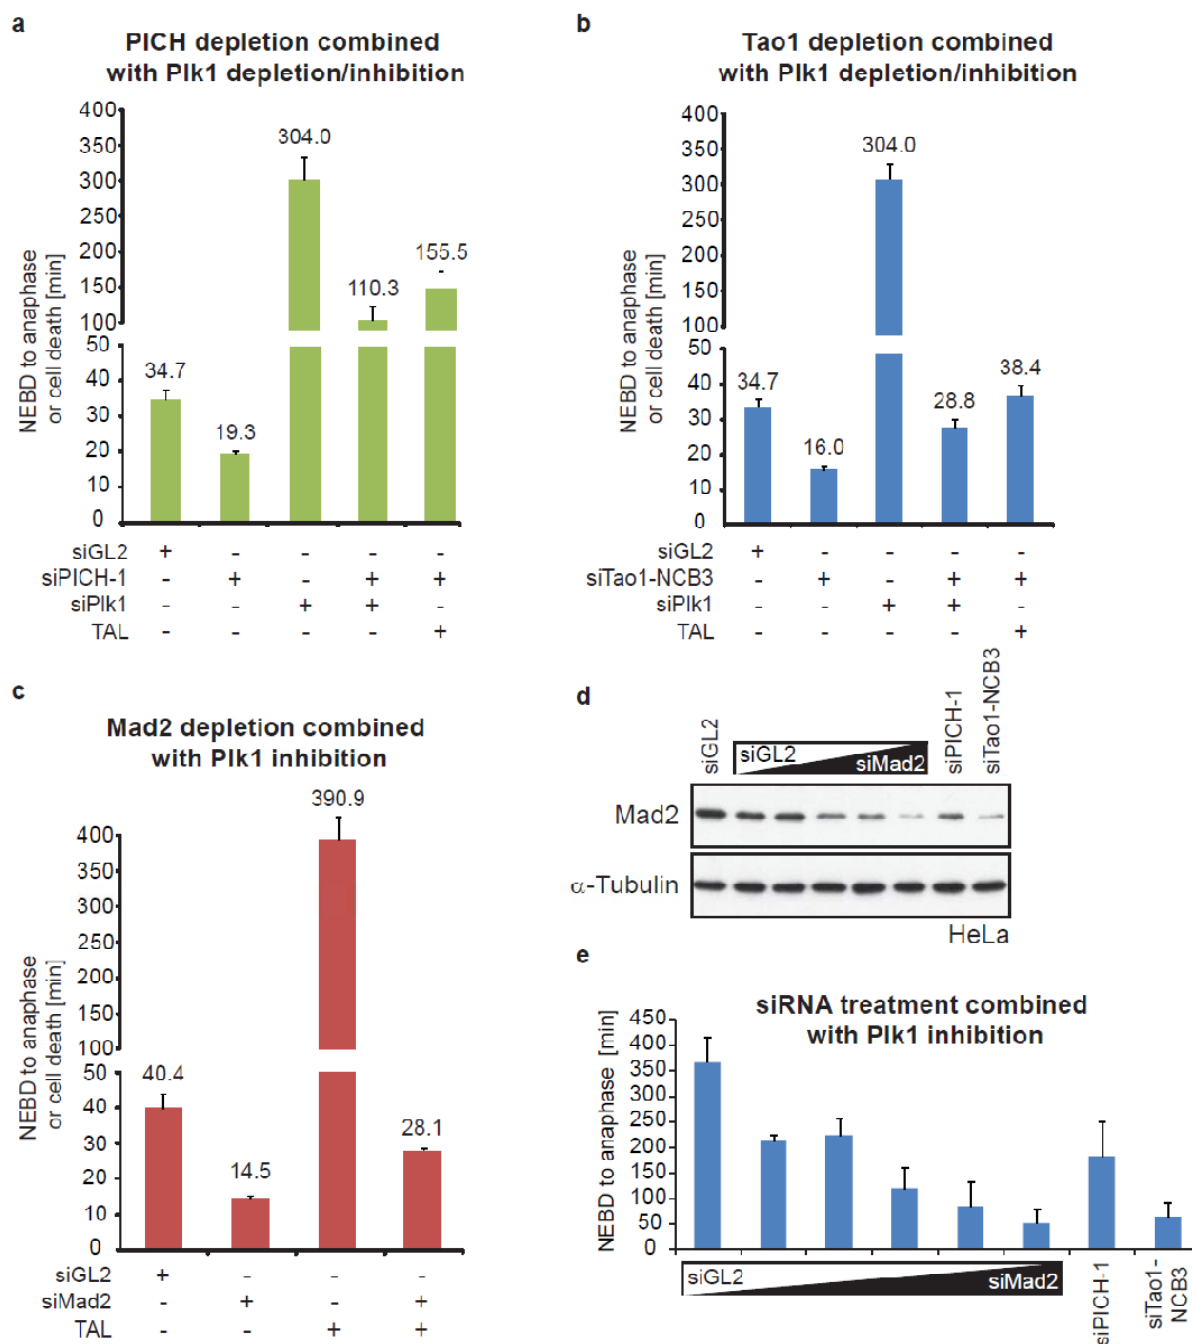 a
PICH depletion combined
with Plk1 depletion/inhibition
NEBD to anaphase
or cell death [min]
400
350
300
250
200
150
100
50
40
30
20
10
0
34.7
19.3
304.0
110.3
155.5
siGL2 + - - - -
siPICH-1 - + - + +
siPlk1 - - + + -
TAL - - - - +
b
Tao1 depletion combined
with Plk1 depletion/inhibition
NEBD to anaphase
or cell death [min]
400
350
300
250
200
150
100
50
40
30
20
10
0
34.7
16.0
304.0
28.8
38.4
siGL2 + - - - -
siTao1-NCB3 - + - + +
siPlk1 - - + + -
TAL - - - - +
c
Mad2 depletion combined
with Plk1 inhibition
NEBD to anaphase
or cell death [min]
400
350
300
250
200
150
100
50
40
30
20
10
0
40.4
14.5
390.9
28.1
siGL2 + - - -
siMad2 - + - +
TAL - - + +
d
siGL2
siGL2
siMad2
siPICH-1
siTao1-NCB3
Mad2
α-Tubulin
HeLa
e
siRNA treatment combined
with Plk1 inhibition
NEBD to anaphase [min]
450
400
350
300
250
200
150
100
50
0
siGL2
siMad2
siPICH-1
siTao1-
NCB3